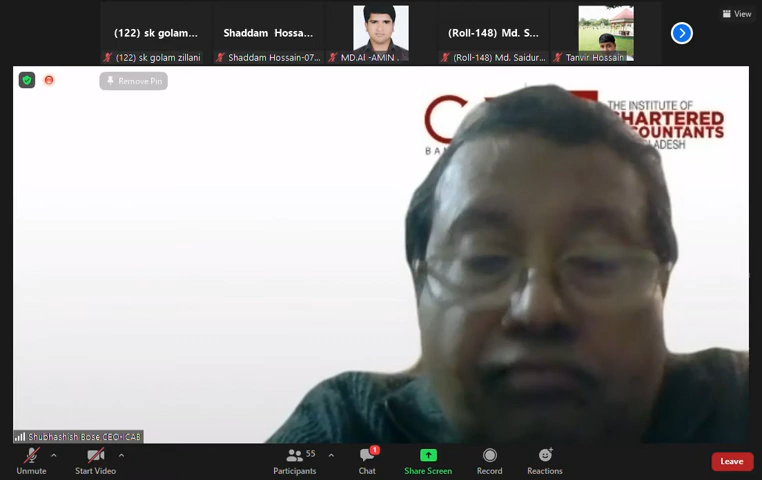 View
(122) sk golam...
Shaddam Hossa...
(Roll-148) Md. S...
(122) sk golam zillani
Shaddam Hossain-07...
MD.Al -AMIN
(Roll-148) Md. Saidur...
Tanvir Hossain
Remove Pin
THE INSTITUTE OF
CHARTERED
COUNTANTS
LADESH
BAN
Shubhashish Bose CEO-ICAB
Unmute
Start Video
55
Participants
1
Chat
Share Screen
Record
Reactions
Leave